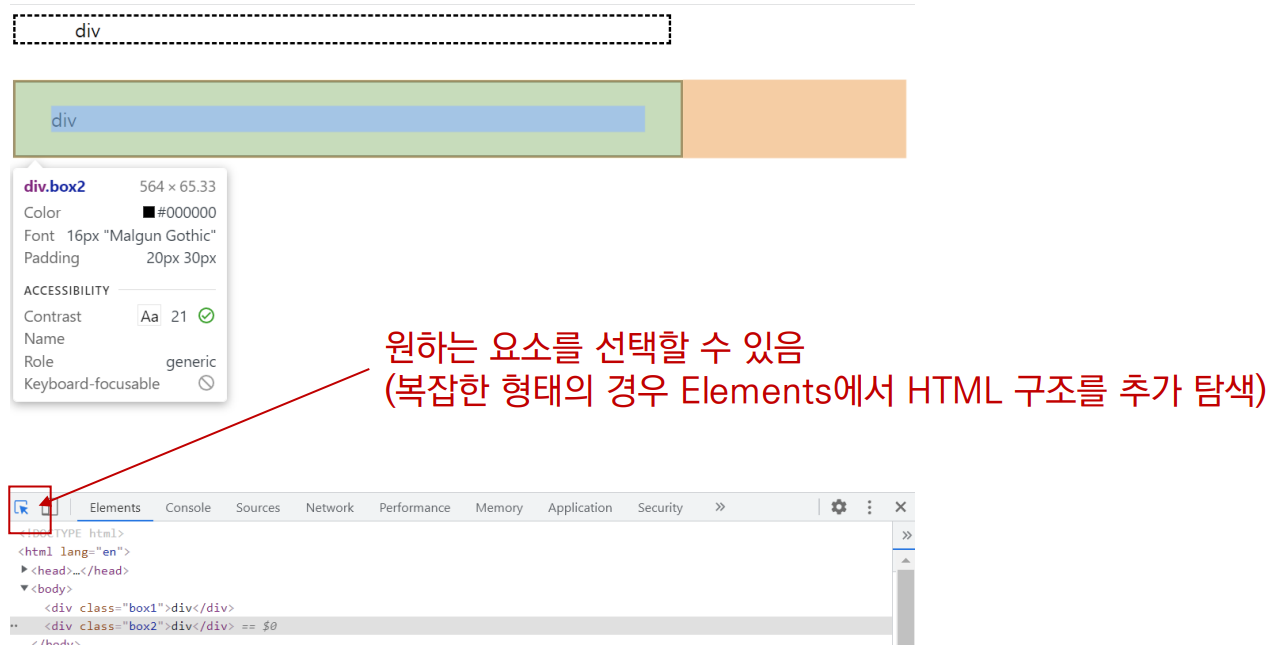 div
div
div.box2 564 × 65.33
Color #000000
Font 16px "Malgun Gothic"
Padding 20px 30px
ACCESSIBILITY
Contrast Aa 21
Name
Role generic
Keyboard-focusable
원하는 요소를 선택할 수 있음
(복잡한 형태의 경우 Elements에서 HTML 구조를 추가 탐색)
Elements Console Sources Network Performance Memory Application Security »
<!DOCTYPE html>
<html lang="en">
<head>…</head>
<body>
<div class="box1">div</div>
<div class="box2">div</div> == $0
</body>